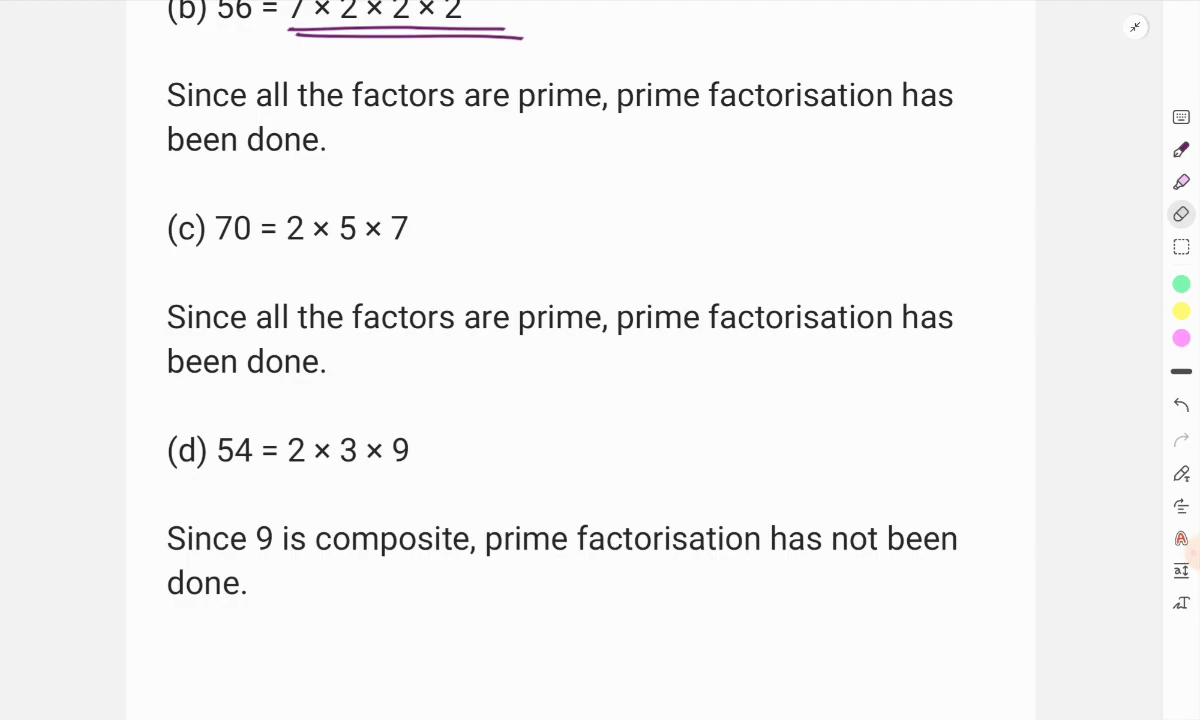 (b) 56 = 7 × 2 × 2 × 2
Since all the factors are prime, prime factorisation has
been done.
(c) 70 = 2 × 5 × 7
Since all the factors are prime, prime factorisation has
been done.
(d) 54 = 2 × 3 × 9
Since 9 is composite, prime factorisation has not been
done.